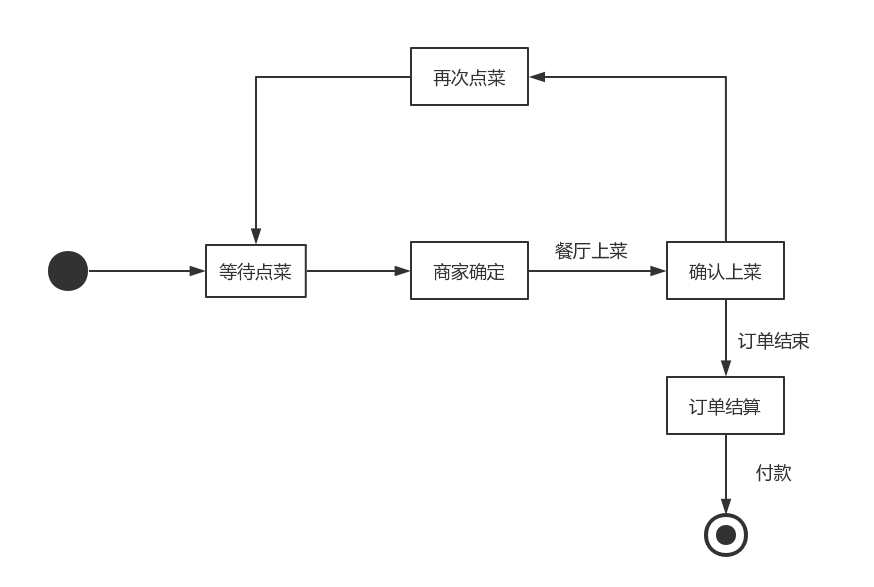 再次点菜
等待点菜
商家确定
餐厅上菜
确认上菜
订单结束
订单结算
付款